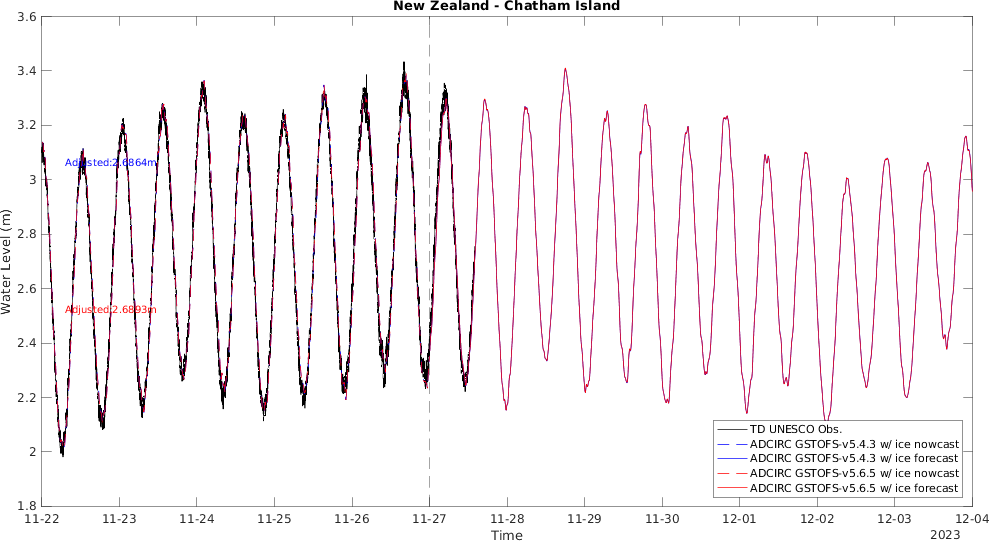 New Zealand - Chatham Island
3.6
3.4
3.2
3
2.8
2.6
2.4
2.2
2
1.8
Water Level (m)
Adjusted:2.6864m
Adjusted:2.6893m
TD UNESCO Obs.
ADCIRC GSTOFS-v5.4.3 w/ ice nowcast
ADCIRC GSTOFS-v5.4.3 w/ ice forecast
ADCIRC GSTOFS-v5.6.5 w/ ice nowcast
ADCIRC GSTOFS-v5.6.5 w/ ice forecast
11-22 11-23 11-24 11-25 11-26 11-27 11-28 11-29 11-30 12-01 12-02 12-03 12-04
Time
2023